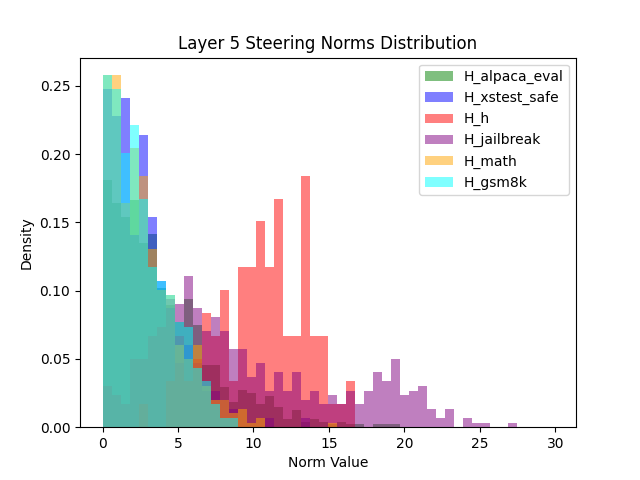 Layer 5 Steering Norms Distribution
H_alpaca_eval
H_xstest_safe
H_h
H_jailbreak
H_math
H_gsm8k
Density
0.25
0.20
0.15
0.10
0.05
0.00
0 5 10 15 20 25 30
Norm Value